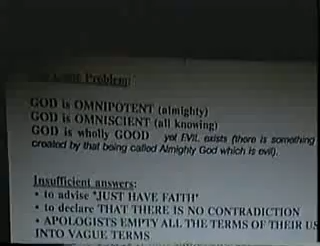 Problem:
GOD is OMNIPOTENT (almighty)
GOD is OMNISCIENT (all knowing)
GOD is wholly GOOD yet EVIL exists (there is something
created by that being called Almighty God which is evil).
Insufficient answers:
• to advise "JUST HAVE FAITH"
• to declare THAT THERE IS NO CONTRADICTION
• APOLOGISTS EMPTY ALL THE TERMS OF THEIR US
INTO VAGUE TERMS